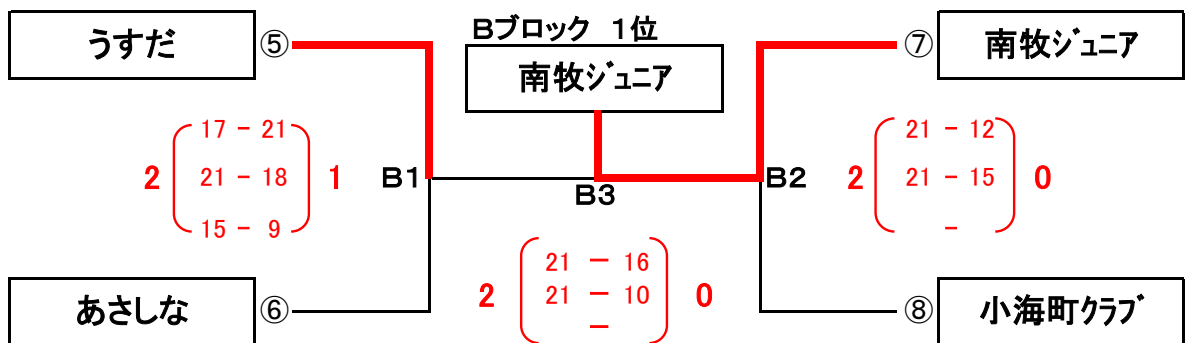 Bブロック 1位
うすだ ⑤
南牧ジュニア
⑦ 南牧ジュニア
17 - 21
2 21 - 18 1
15 - 9
21 - 12
2 21 - 15 0
-
B1
B3
B2
21 - 16
2 21 - 10 0
-
あさしな ⑥
⑧ 小海町クラブ